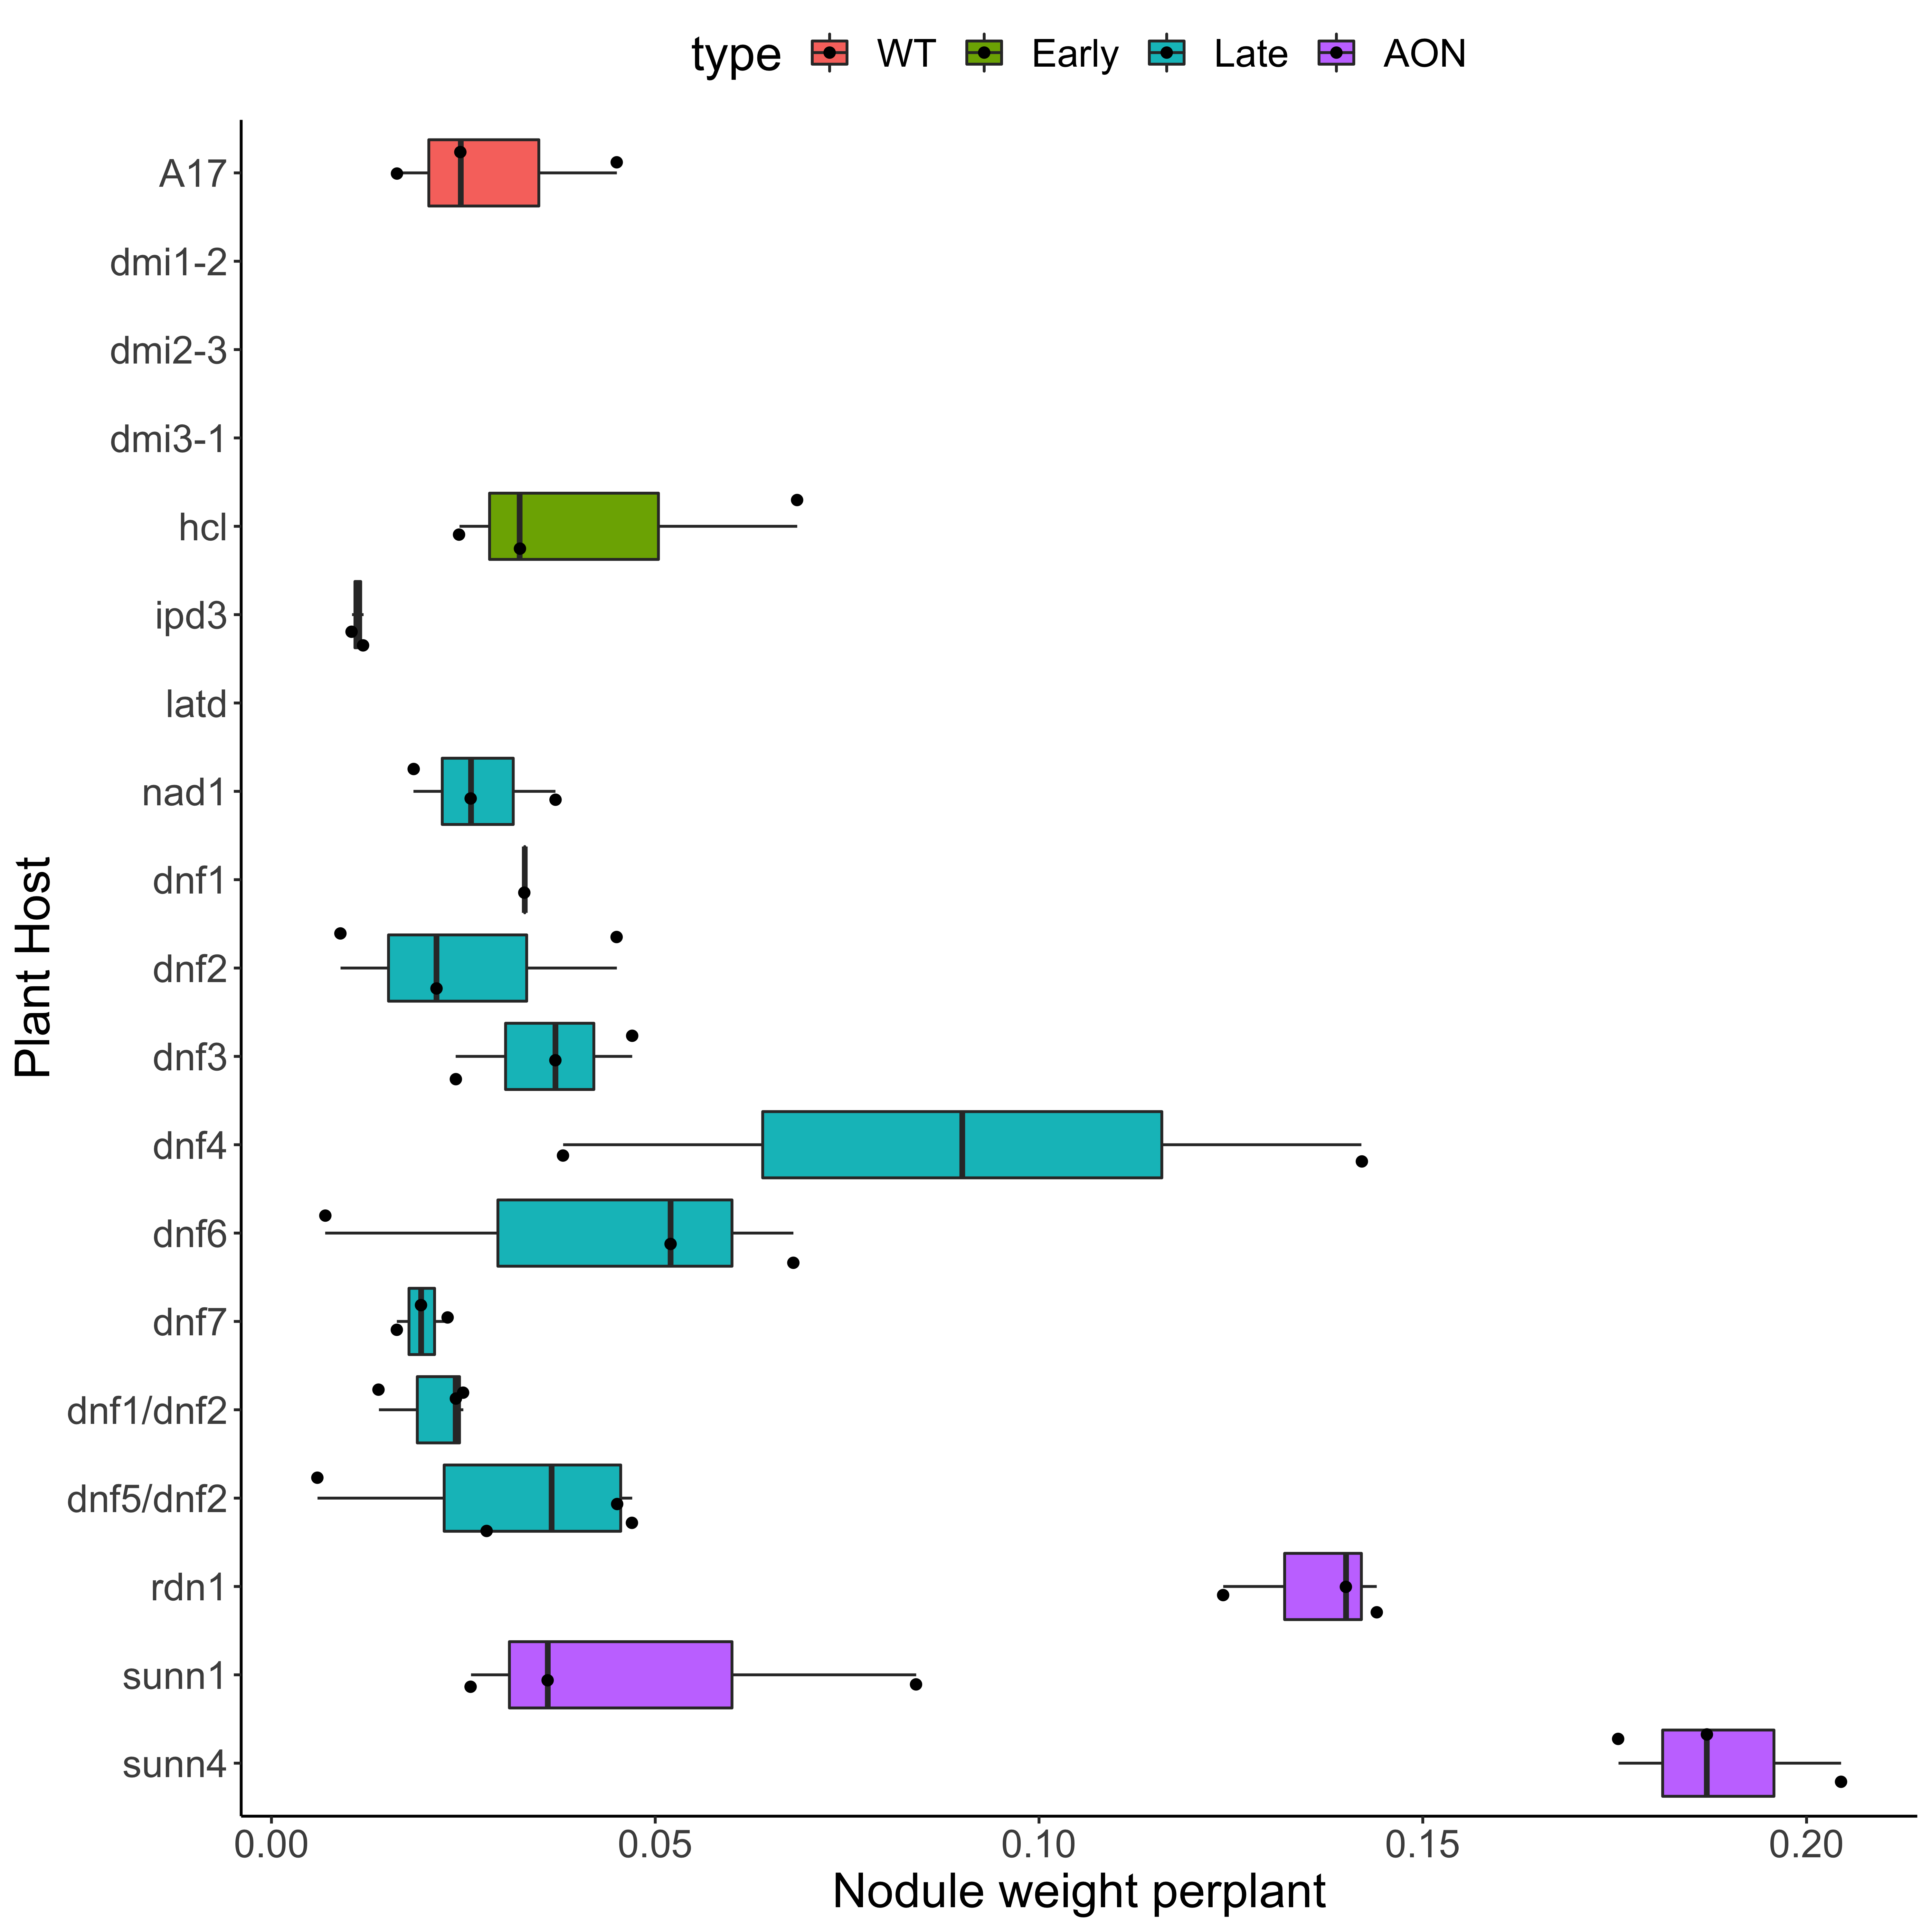 type WT Early Late AON
A17
dmi1-2
dmi2-3
dmi3-1
hcl
ipd3
latd
nad1
dnf1
dnf2
dnf3
dnf4
dnf6
dnf7
dnf1/dnf2
dnf5/dnf2
rdn1
sunn1
sunn4
Plant Host
0.00 0.05 0.10 0.15 0.20
Nodule weight perplant